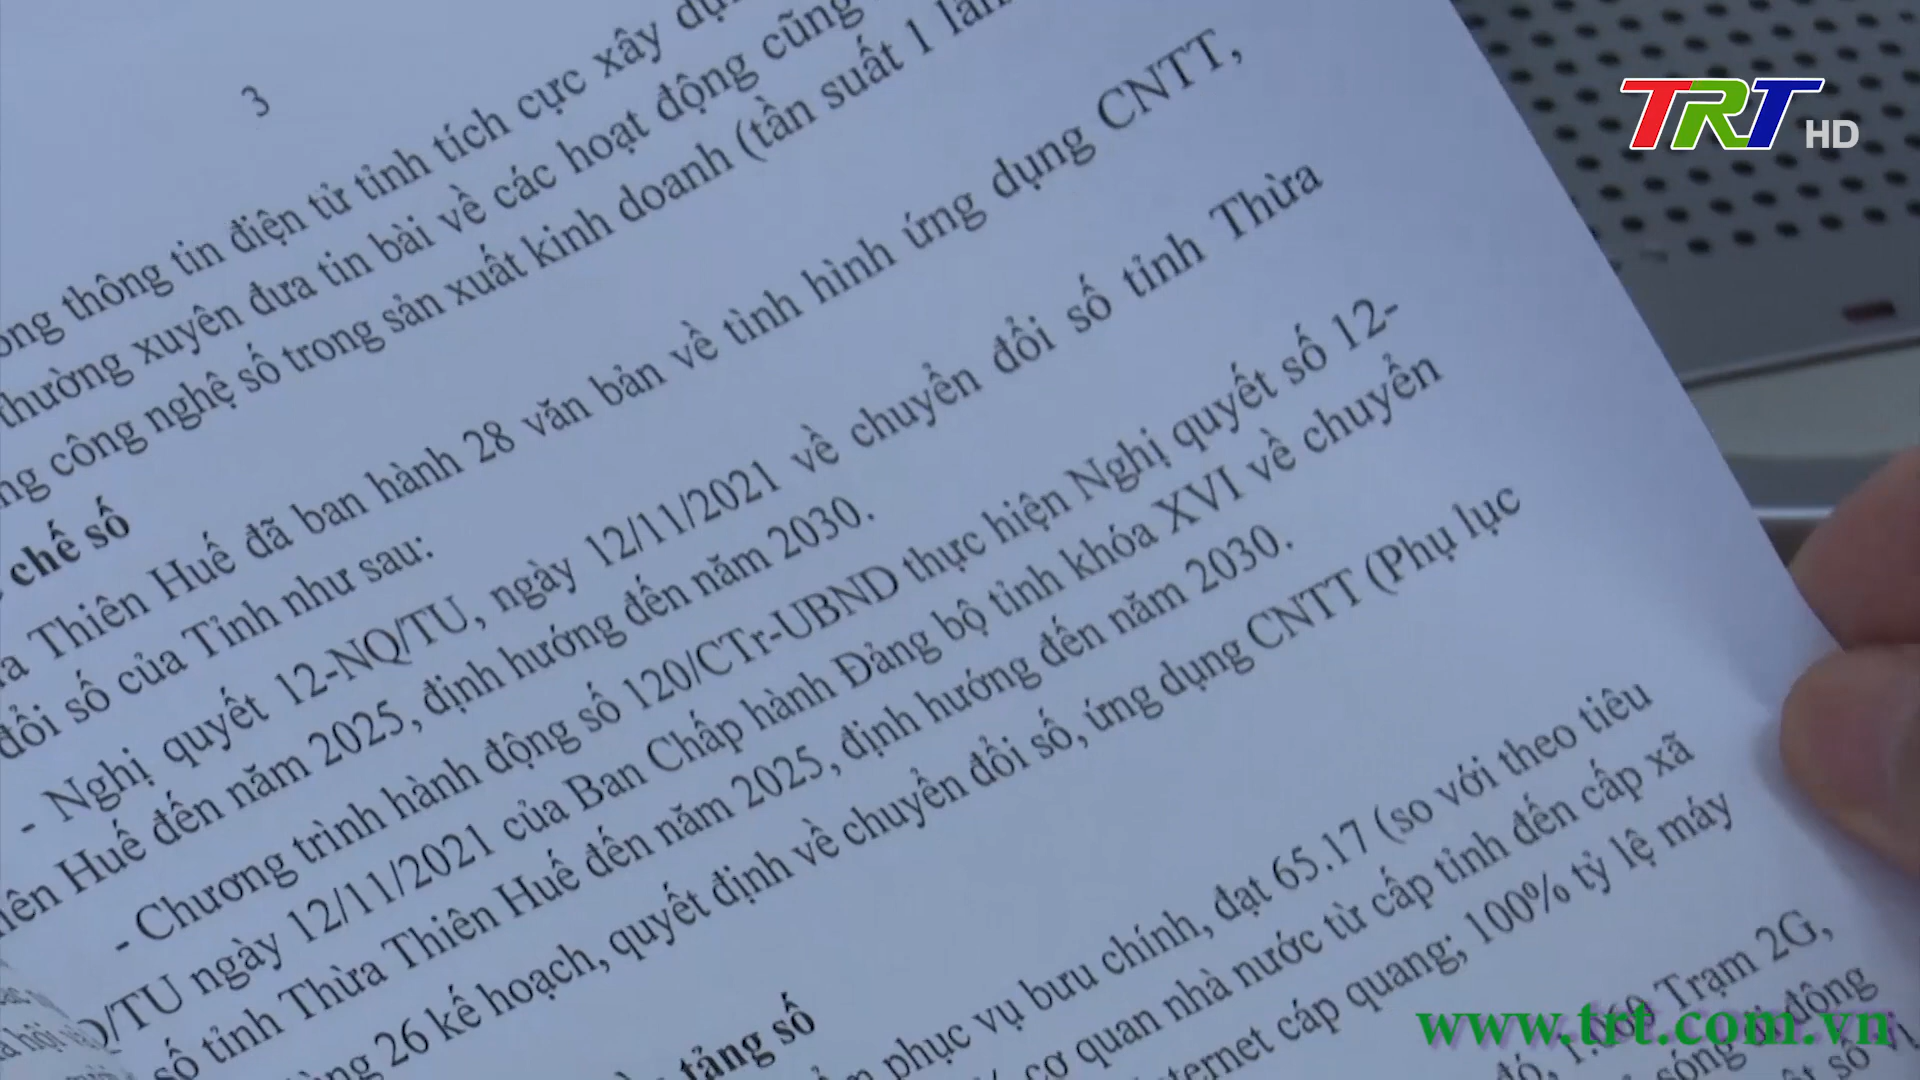 TRT HD
3
thông tin điện tử tỉnh tích cực xây
thường xuyên đưa tin bài về các hoạt động cũng
công nghệ số trong sản xuất kinh doanh (tần suất 1
chế số
Thiên Huế đã ban hành 28 văn bản về tình hình ứng dụng CNTT,
đổi số của Tỉnh như sau:
- Nghị quyết 12-NQ/TU, ngày 12/11/2021 về chuyển đổi số tỉnh Thừa
Huế đến năm 2025, định hướng đến năm 2030.
- Chương trình hành động số 120/CTr-UBND thực hiện Nghị quyết số 12-
/TU ngày 12/11/2021 của Ban Chấp hành Đảng bộ tỉnh khóa XVI về chuyển
số tỉnh Thừa Thiên Huế đến năm 2025, định hướng đến năm 2030.
26 kế hoạch, quyết định về chuyển đổi số, ứng dụng CNTT (Phụ lục
tảng số
phục vụ bưu chính, đạt 65.17 (so với theo tiêu
cơ quan nhà nước từ cấp tỉnh đến cấp xã
cáp quang; 100% tỷ lệ máy
Trạm 2G,
sóng di động
www.trt.com.vn